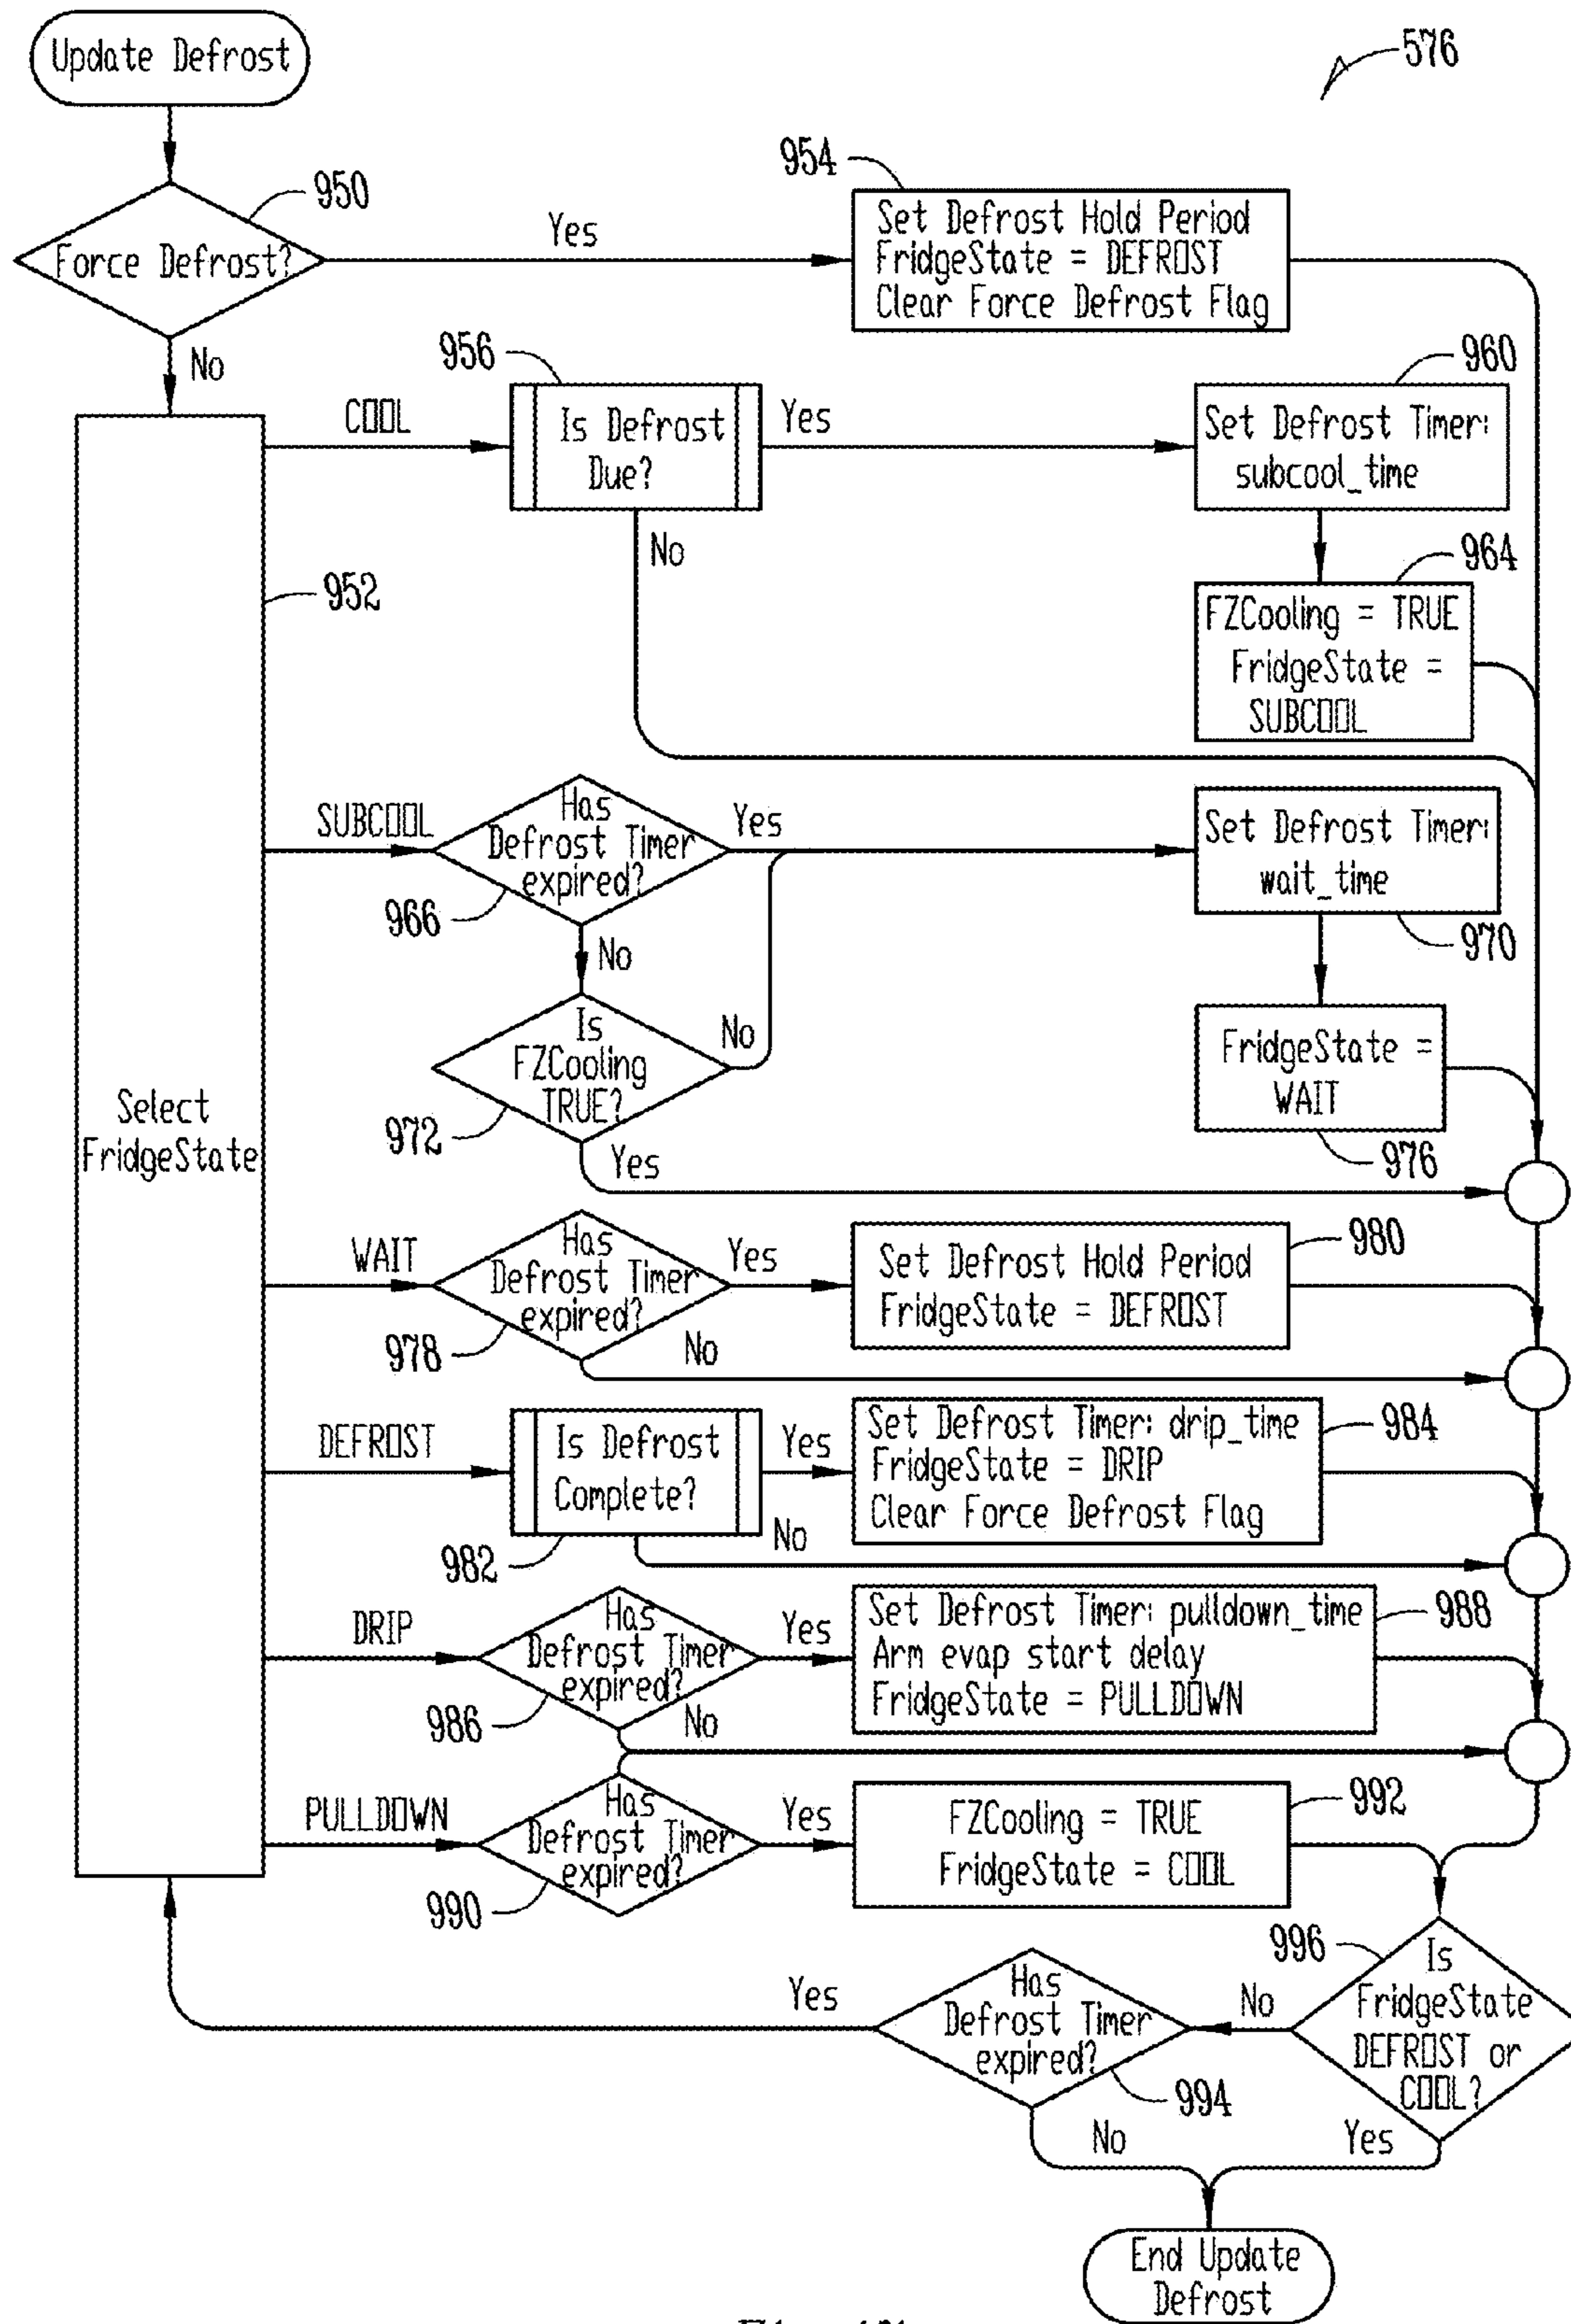 Update Defrost
576
954
950
Yes
Set Defrost Hold Period
FridgeState = DEFROST
Clear Force Defrost Flag
Force Defrost?
No
956
960
COOL
Is Defrost
Due?
Yes
Set Defrost Timer:
subcool_time
No
964
952
FZCooling = TRUE
FridgeState =
SUBCOOL
SUBCOOL
Has
Defrost Timer
expired?
Yes
Set Defrost Timer:
wait_time
966
970
No
Is
FZCooling
TRUE?
No
FridgeState =
WAIT
Select
FridgeState
972
976
Yes
WAIT
Has
Defrost Timer
expired?
Yes
Set Defrost Hold Period
FridgeState = DEFROST
980
978
No
DEFROST
Is Defrost
Complete?
Yes
Set Defrost Timer: drip_time
FridgeState = DRIP
Clear Force Defrost Flag
984
982
No
DRIP
Has
Defrost Timer
expired?
Yes
Set Defrost Timer: pulldown_time
Arm evap start delay
FridgeState = PULLDOWN
988
986
No
PULLDOWN
Has
Defrost Timer
expired?
Yes
FZCooling = TRUE
FridgeState = COOL
992
990
996
Yes
Has
Defrost Timer
expired?
No
Is
FridgeState
DEFROST or
COOL?
994
No
Yes
End Update
Defrost